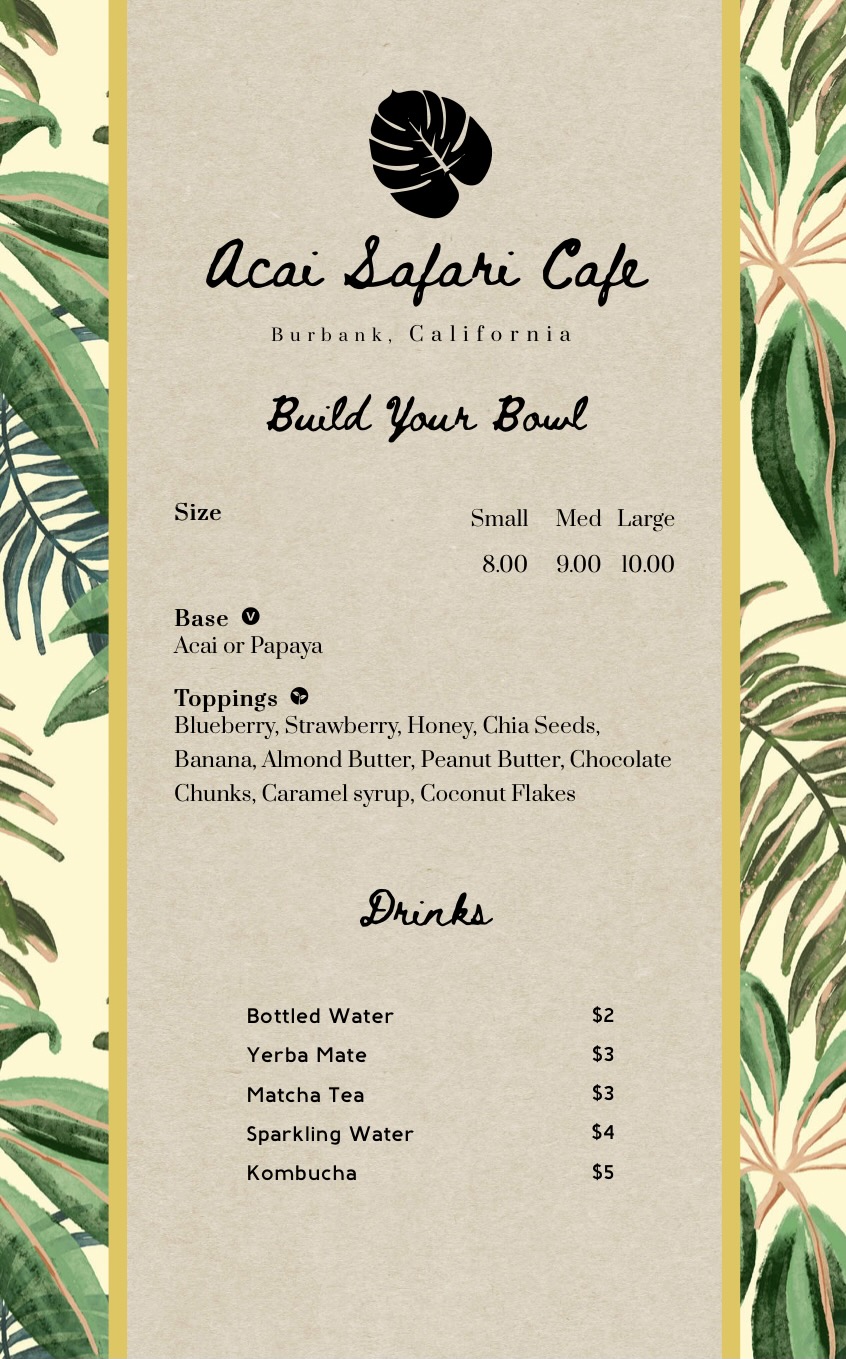 Acai Safari Cafe
Burbank, California
Build Your Bowl
Size Small Med Large
8.00 9.00 10.00
Base V
Acai or Papaya
Toppings
Blueberry, Strawberry, Honey, Chia Seeds,
Banana, Almond Butter, Peanut Butter, Chocolate
Chunks, Caramel syrup, Coconut Flakes
Drinks
Bottled Water $2
Yerba Mate $3
Matcha Tea $3
Sparkling Water $4
Kombucha $5